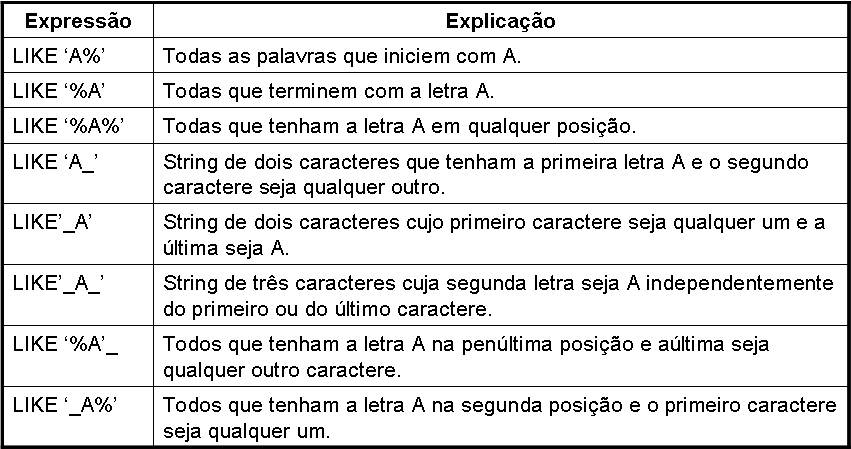 Expressão Explicação
LIKE ‘A%’ Todas as palavras que iniciem com A.
LIKE ‘%A’ Todas que terminem com a letra A.
LIKE ‘%A%’ Todas que tenham a letra A em qualquer posição.
LIKE ‘A_’ String de dois caracteres que tenham a primeira letra A e o segundo
caractere seja qualquer outro.
LIKE’_A’ String de dois caracteres cujo primeiro caractere seja qualquer um e a
última seja A.
LIKE’_A_’ String de três caracteres cuja segunda letra seja A independentemente
do primeiro ou do último caractere.
LIKE ‘%A’_ Todos que tenham a letra A na penúltima posição e aúltima seja
qualquer outro caractere.
LIKE ‘_A%’ Todos que tenham a letra A na segunda posição e o primeiro caractere
seja qualquer um.